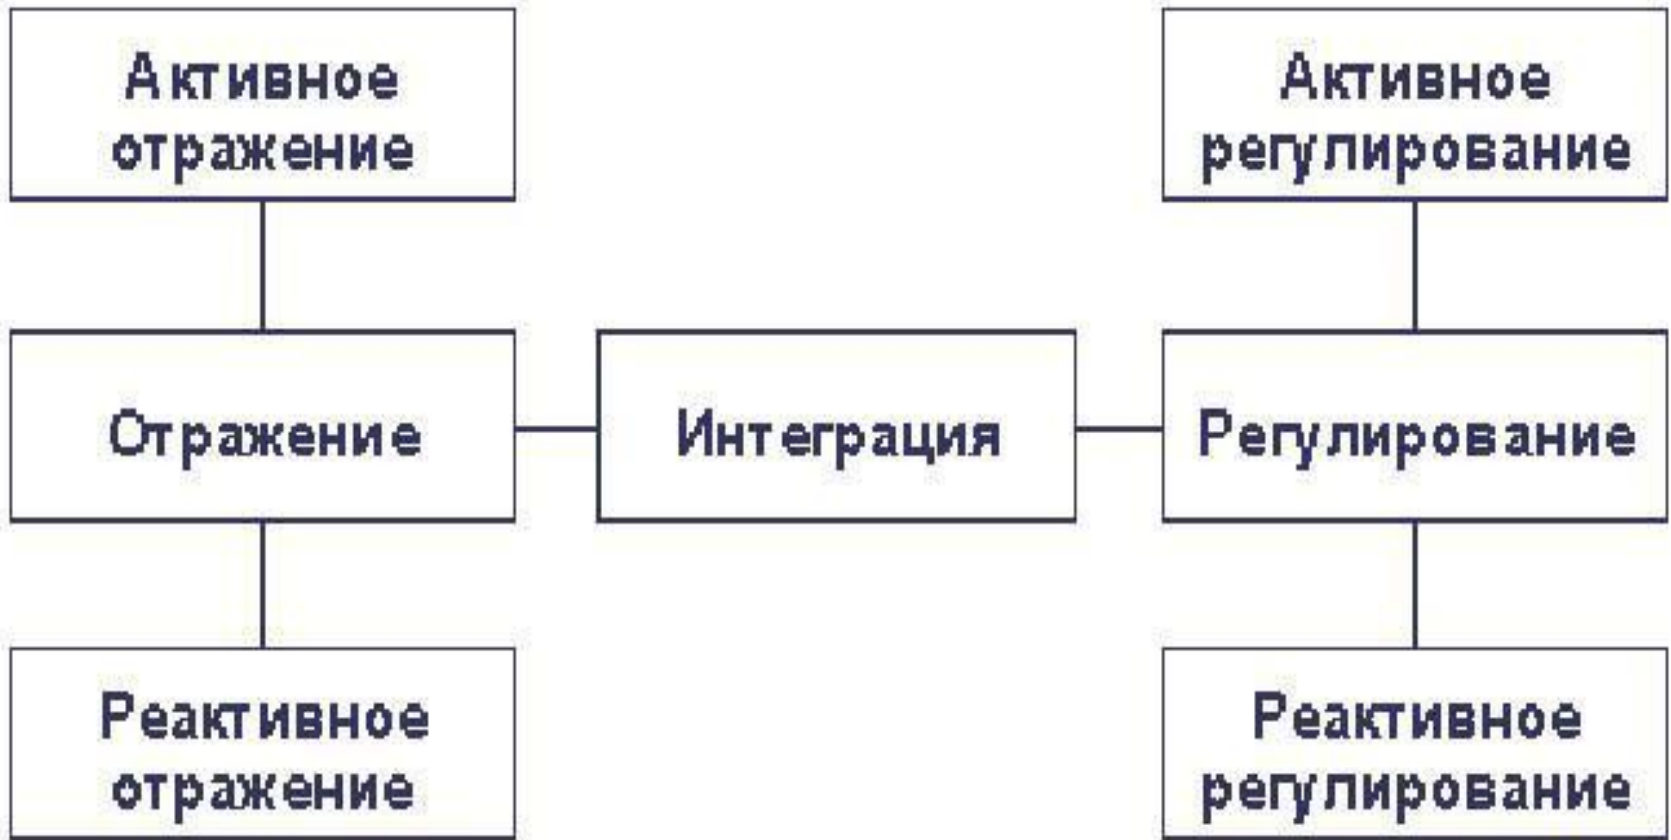 Активное
отражение
Активное
регулирование
Отражение
Интеграция
Регулирование
Реактивное
отражение
Реактивное
регулирование